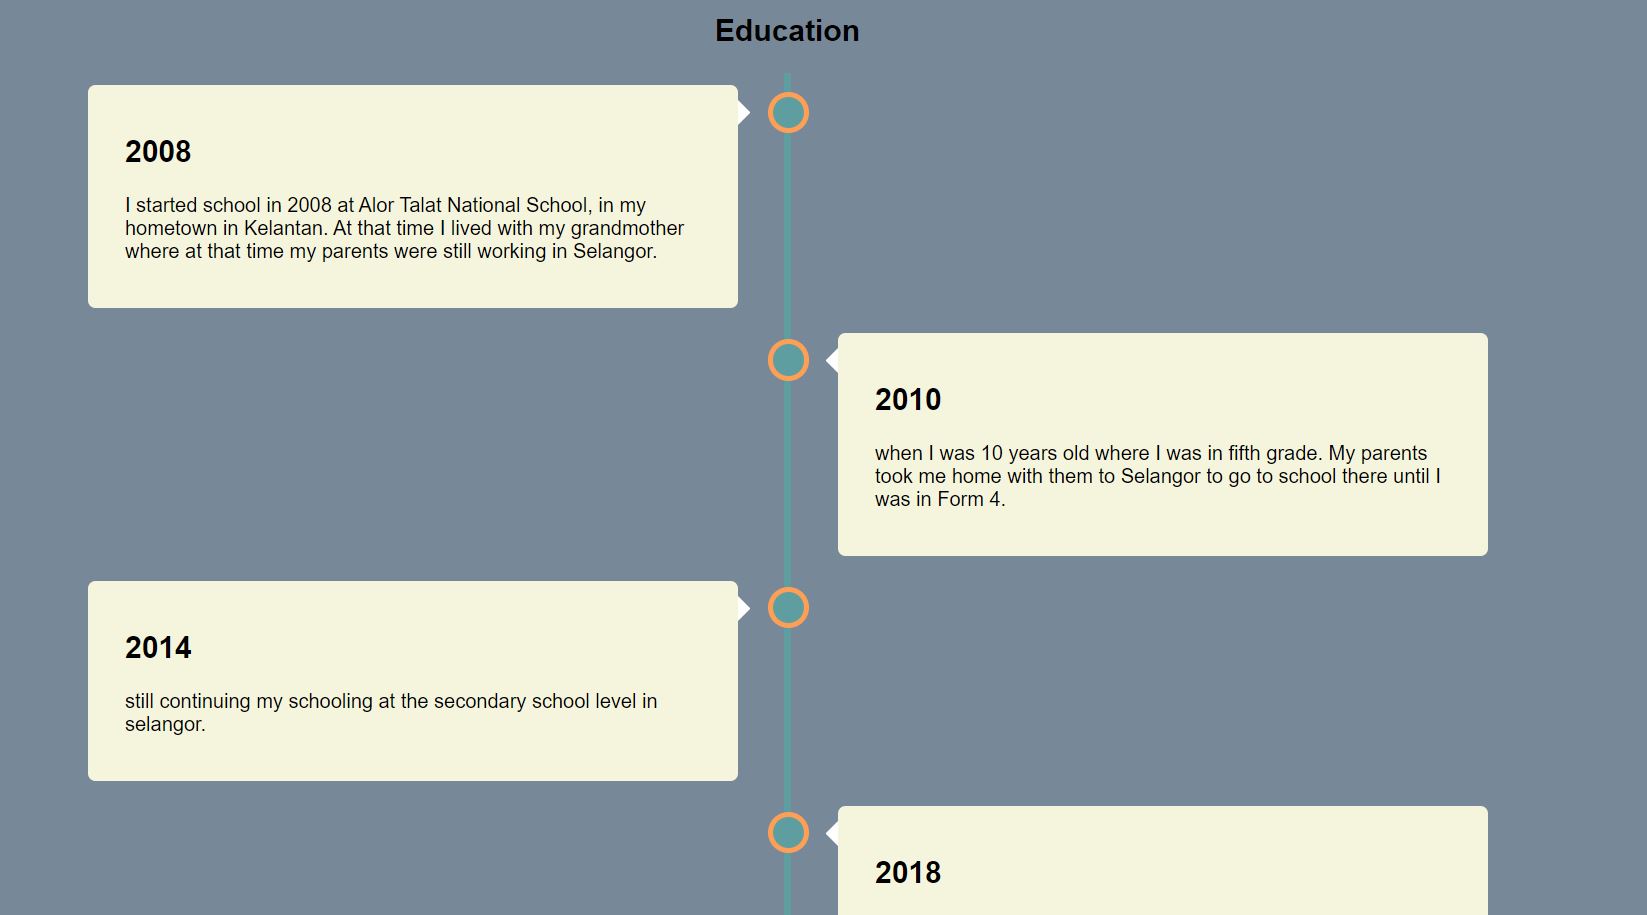 Education
2008
I started school in 2008 at Alor Talat National School, in my
hometown in Kelantan. At that time I lived with my grandmother
where at that time my parents were still working in Selangor.
2010
when I was 10 years old where I was in fifth grade. My parents
took me home with them to Selangor to go to school there until I
was in Form 4.
2014
still continuing my schooling at the secondary school level in
selangor.
2018